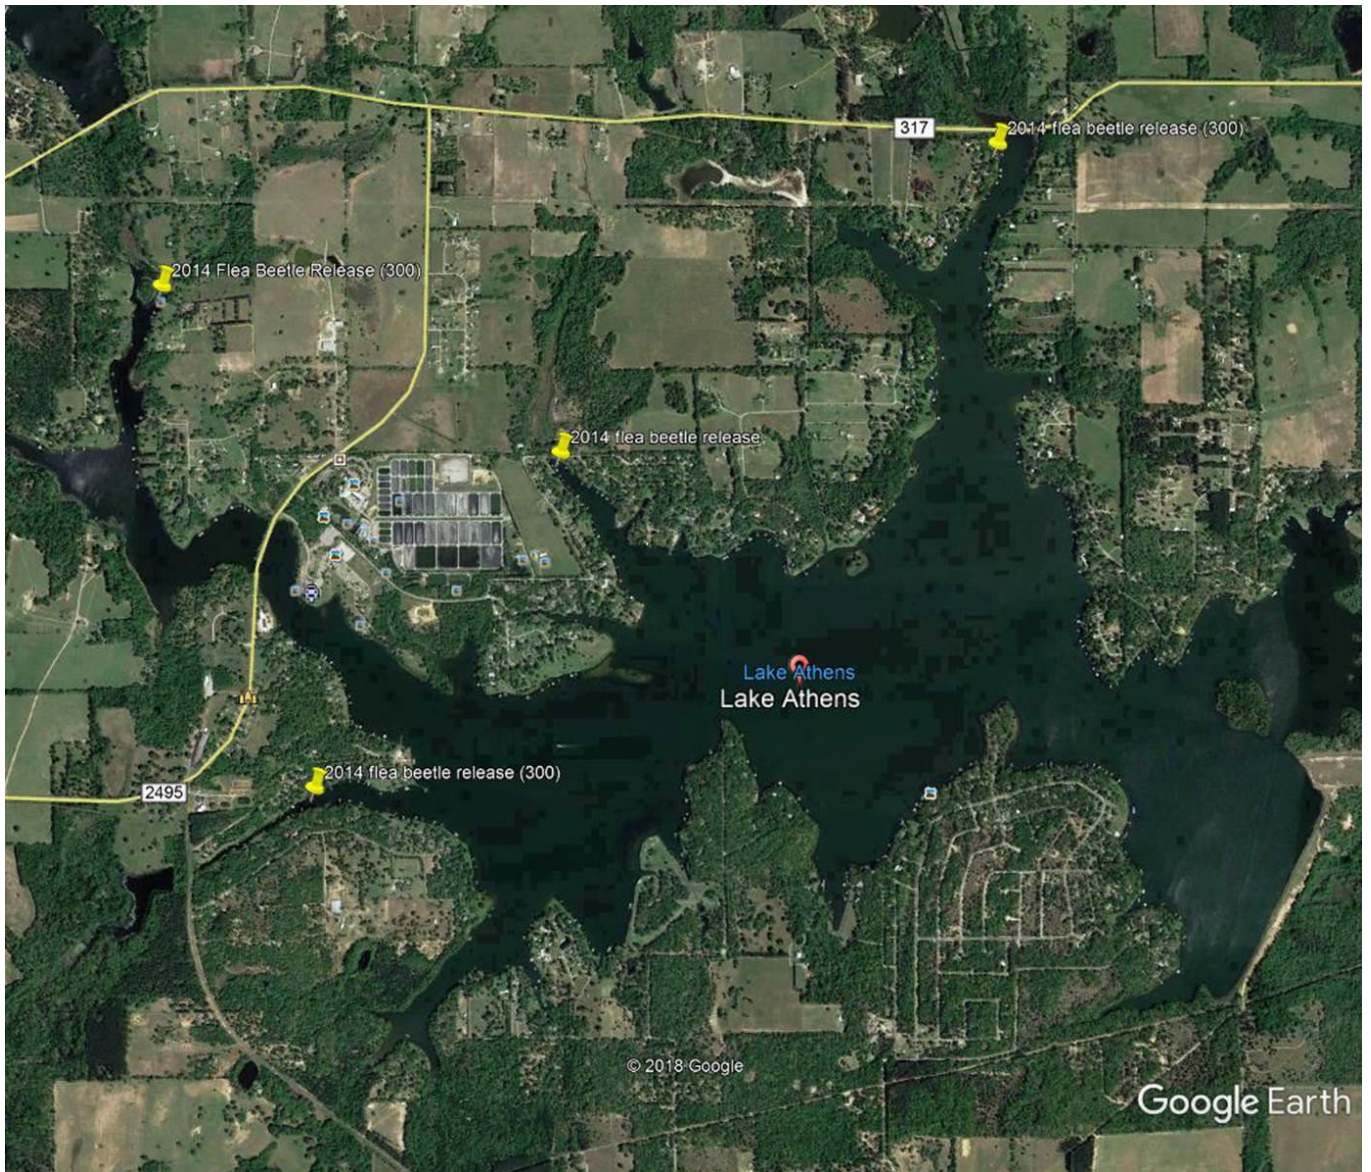 317
2014 flea beetle release (300)
2014 Flea Beetle Release (300)
2014 flea beetle release
Lake Athens
Lake Athens
2014 flea beetle release (300)
2495
© 2018 Google
Google Earth